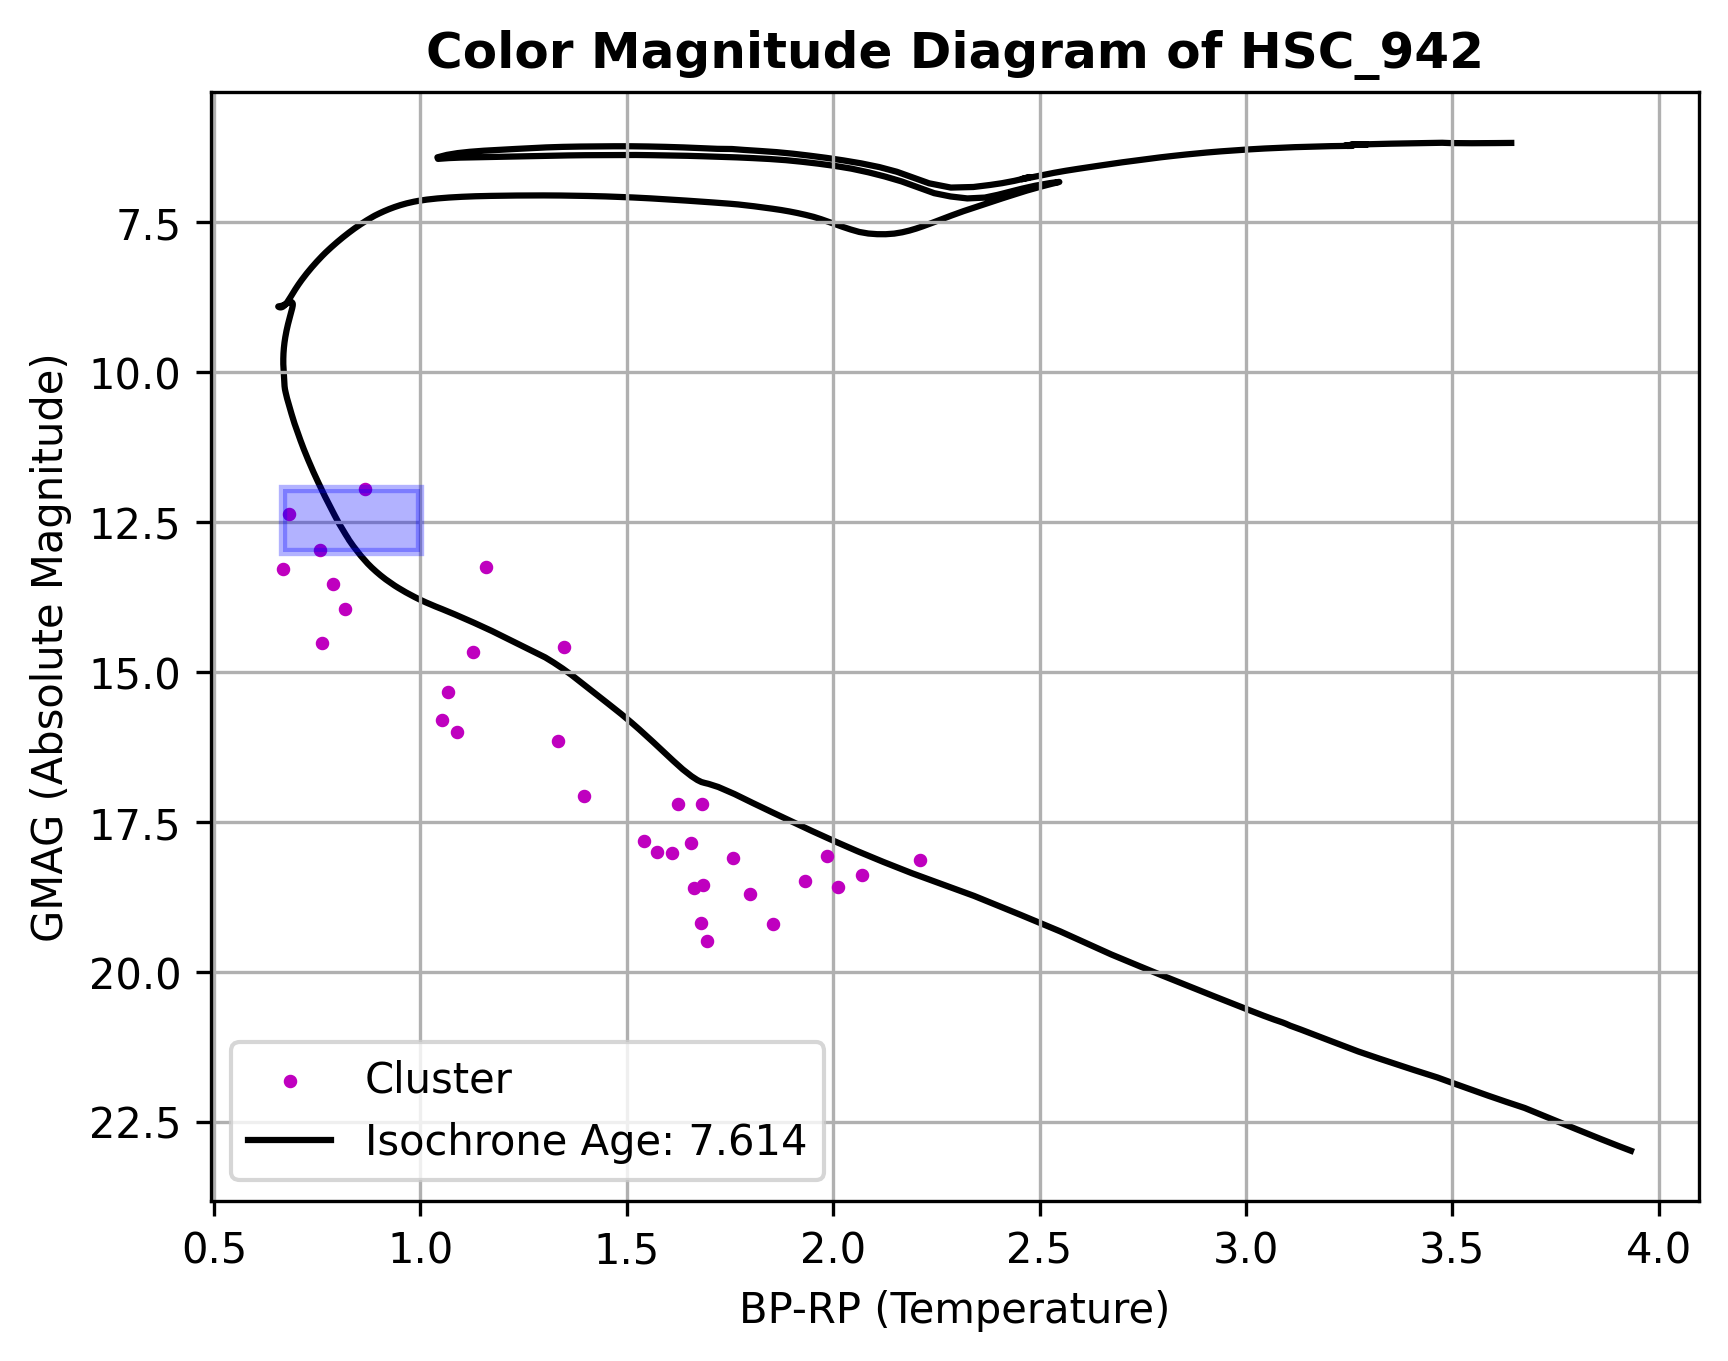 Color Magnitude Diagram of HSC_942
GMAG (Absolute Magnitude)
7.5
10.0
12.5
15.0
17.5
20.0
22.5
Cluster
Isochrone Age: 7.614
0.5 1.0 1.5 2.0 2.5 3.0 3.5 4.0
BP-RP (Temperature)